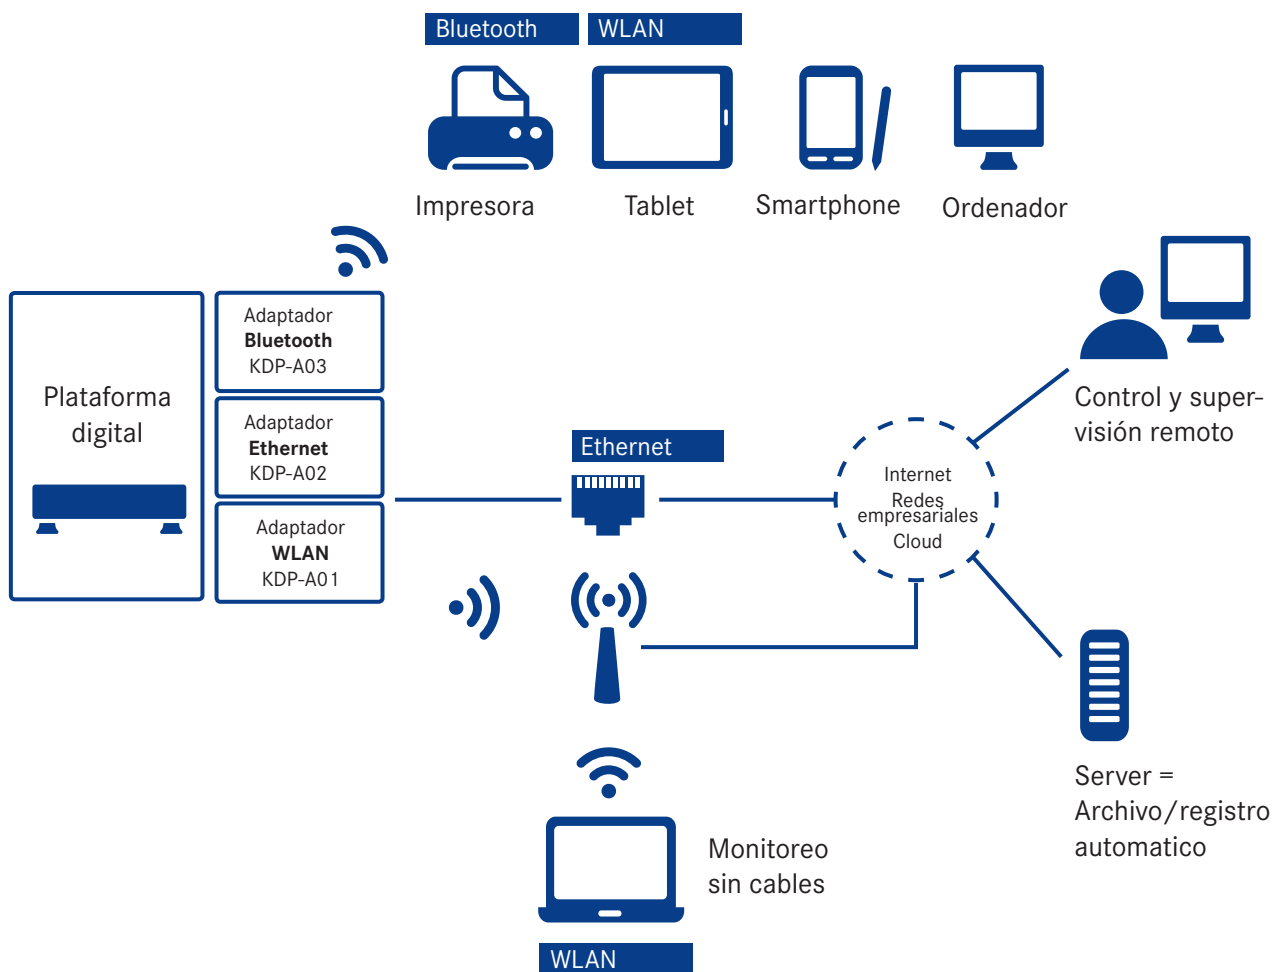 Bluetooth
WLAN
Impresora
Tablet
Smartphone
Ordenador
Plataforma
digital
Adaptador
Bluetooth
KDP-A03
Adaptador
Ethernet
KDP-A02
Adaptador
WLAN
KDP-A01
Ethernet
Internet
Redes
empresariales
Cloud
Control y super-
visión remoto
Server =
Archivo/registro
automatico
Monitoreo
sin cables
WLAN